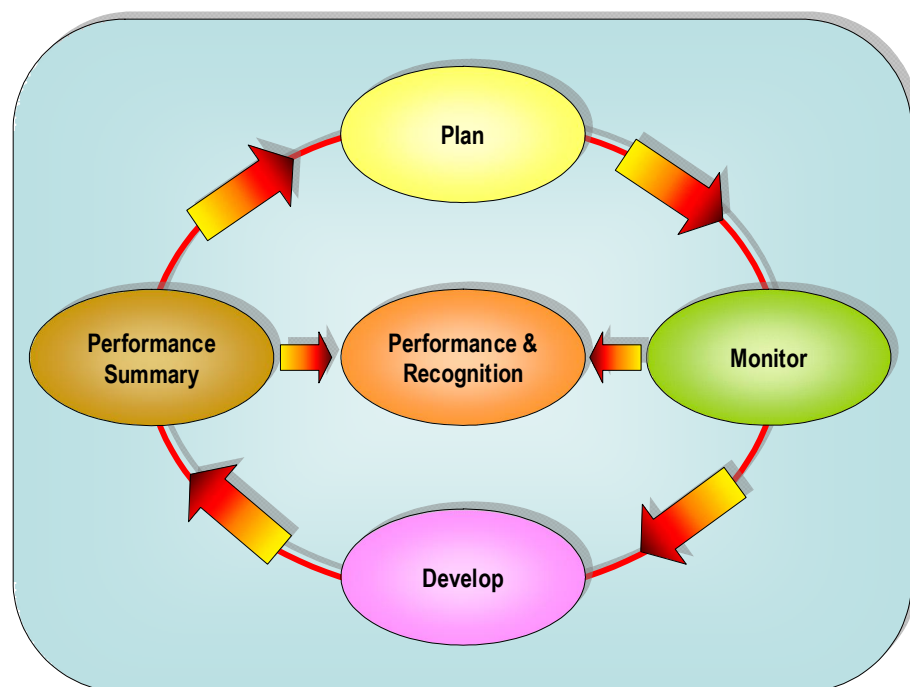 Plan
Performance
Summary
Performance &
Recognition
Monitor
Develop